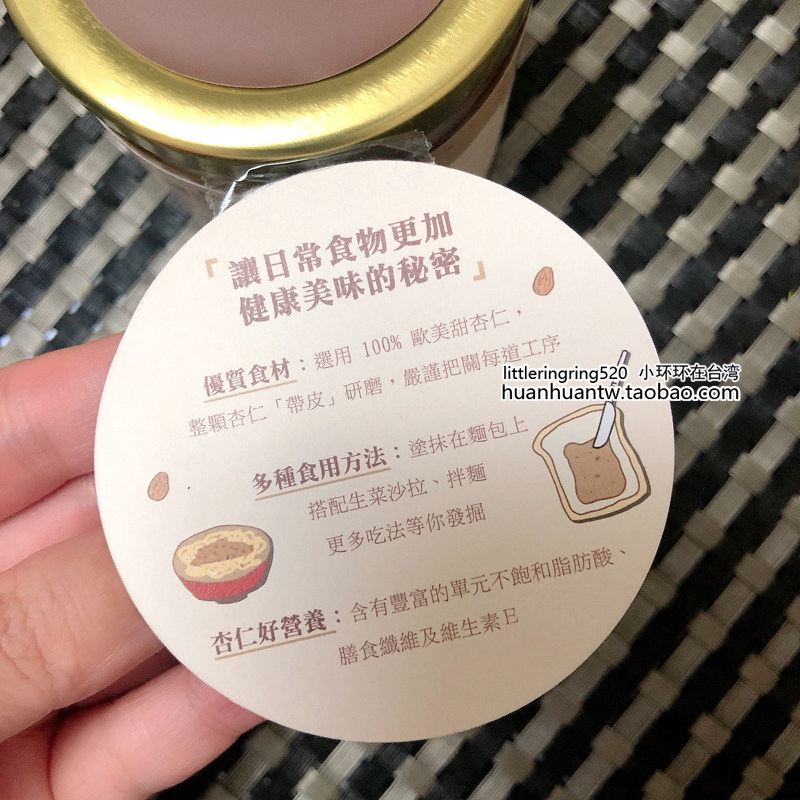 「讓日常食物更加
健康美味的秘密」
優質食材：選用 100% 歐美甜杏仁，
整顆杏仁「帶皮」研磨，嚴謹把關每道工序
littleringring520 小环环在台湾
huanhuantw.taobao.com
多種食用方法：塗抹在麵包上
搭配生菜沙拉、拌麵
更多吃法等你發掘
杏仁好營養：含有豐富的單元不飽和脂肪酸、
膳食纖維及維生素E